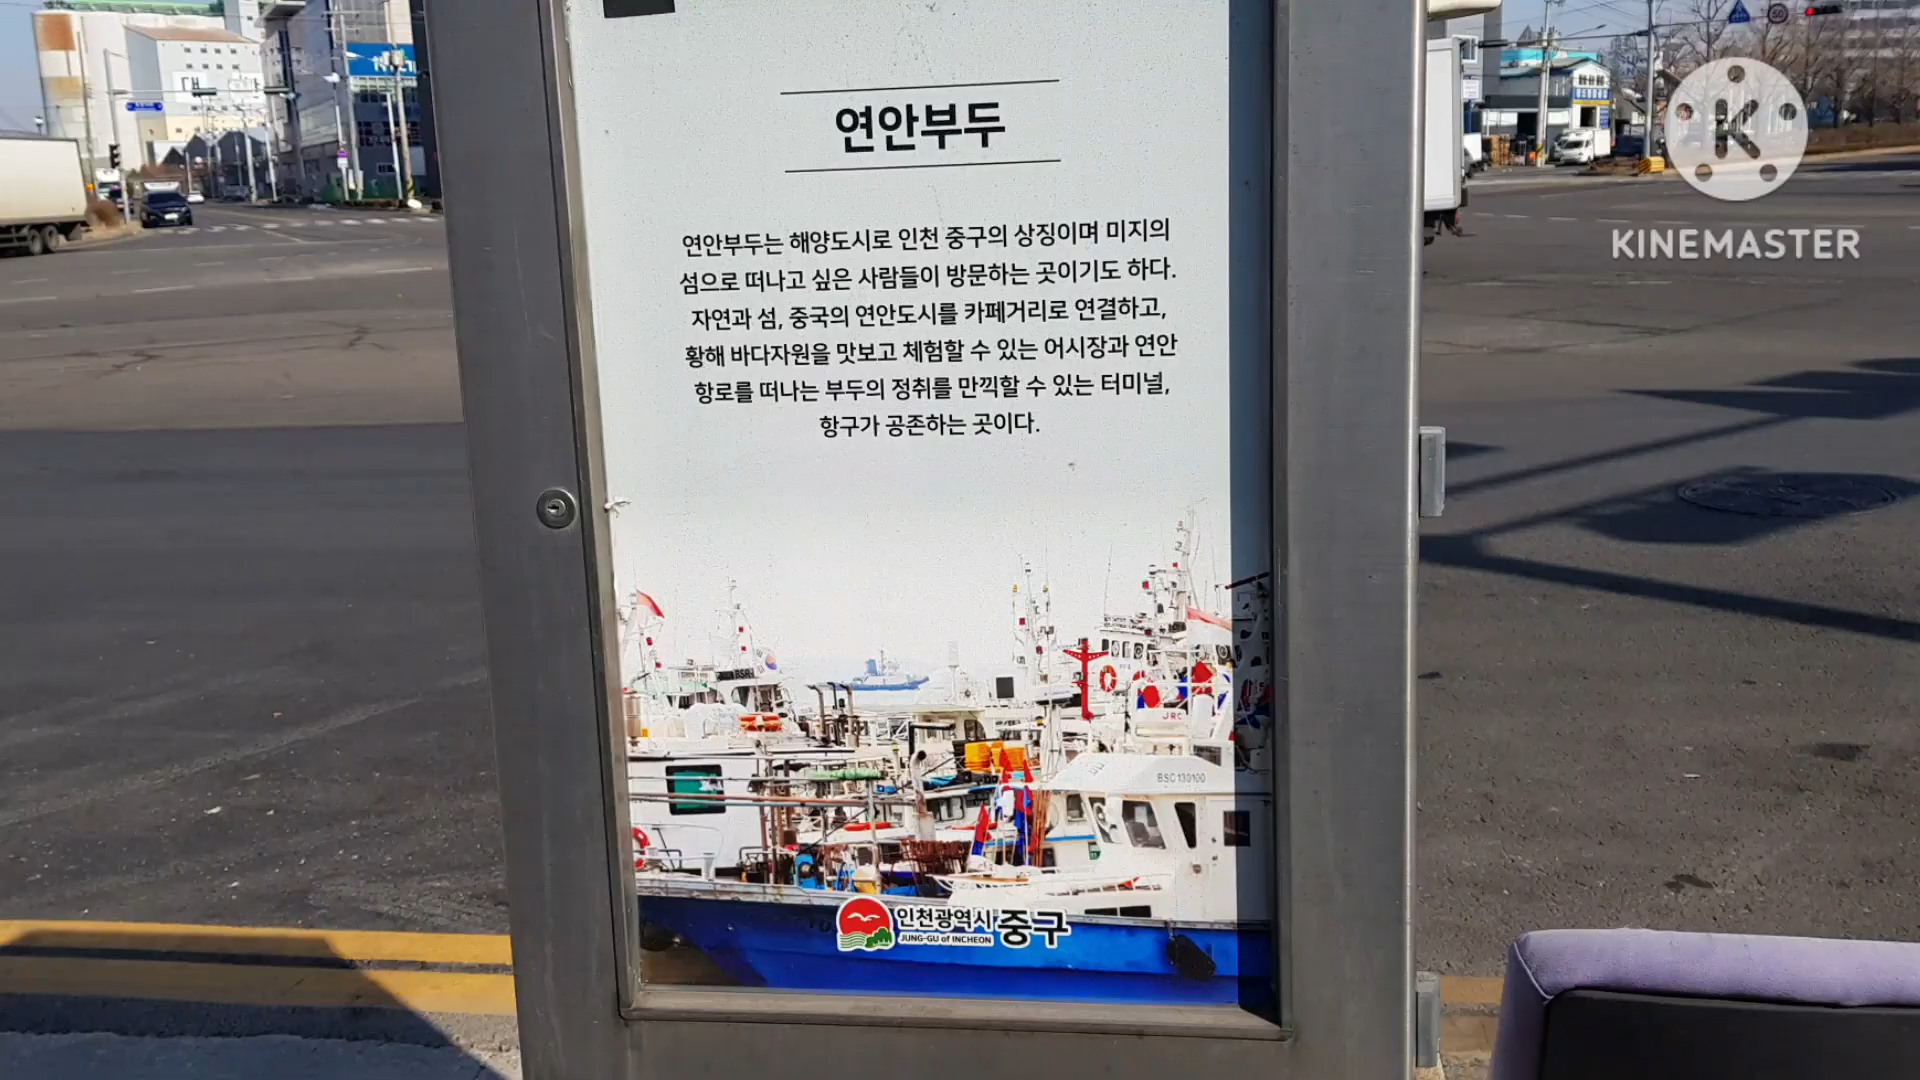 연안부두
연안부두는 해양도시로 인천 중구의 상징이며 미지의
섬으로 떠나고 싶은 사람들이 방문하는 곳이기도 하다.
자연과 섬, 중국의 연안도시를 카페거리로 연결하고,
황해 바다자원을 맛보고 체험할 수 있는 어시장과 연안
항로를 떠나는 부두의 정취를 만끽할 수 있는 터미널,
항구가 공존하는 곳이다.
KINEMASTER
JRC
BSC130100
인천광역시 중구
JUNG-GU of INCHEON
대한
50